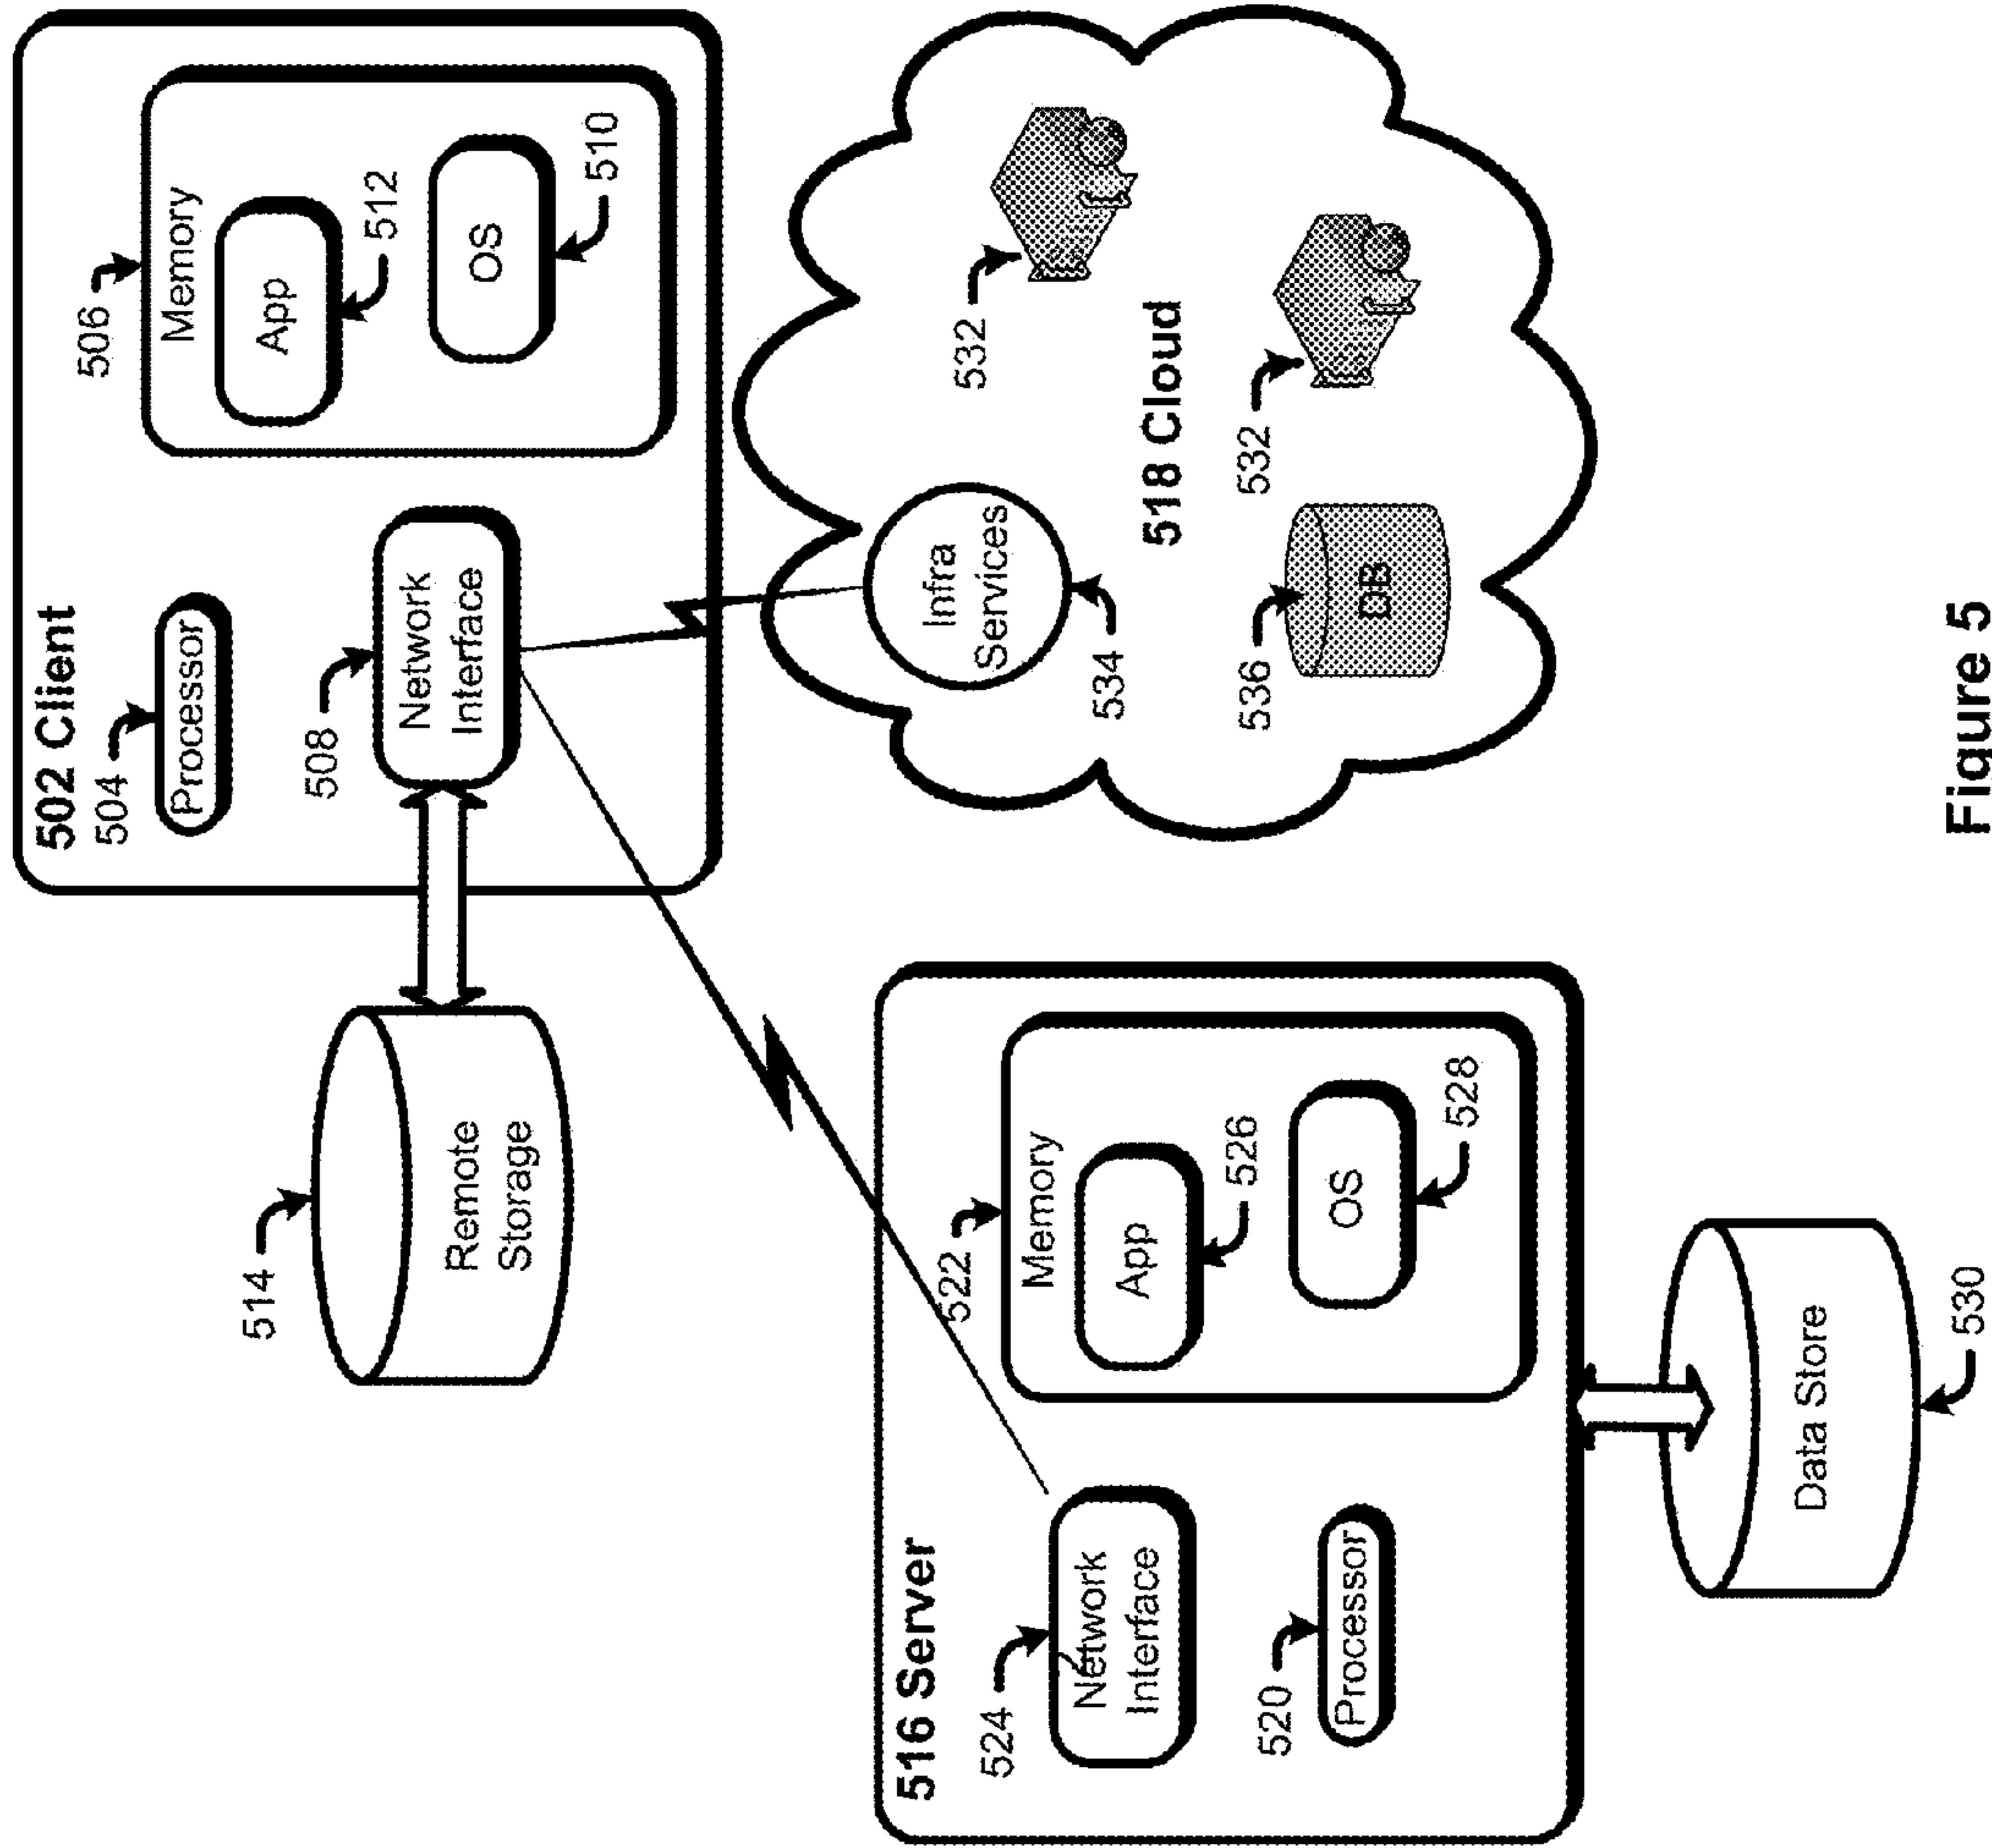 502 Client
504
Processor
506
Memory
App
512
OS
510
508
Network
Interface
514
Remote
Storage
516 Server
524
Network
Interface
520
Processor
522
Memory
App
526
OS
528
Data Store
530
518 Cloud
Infra
Services
534
532
532
536
DB
Figure 5